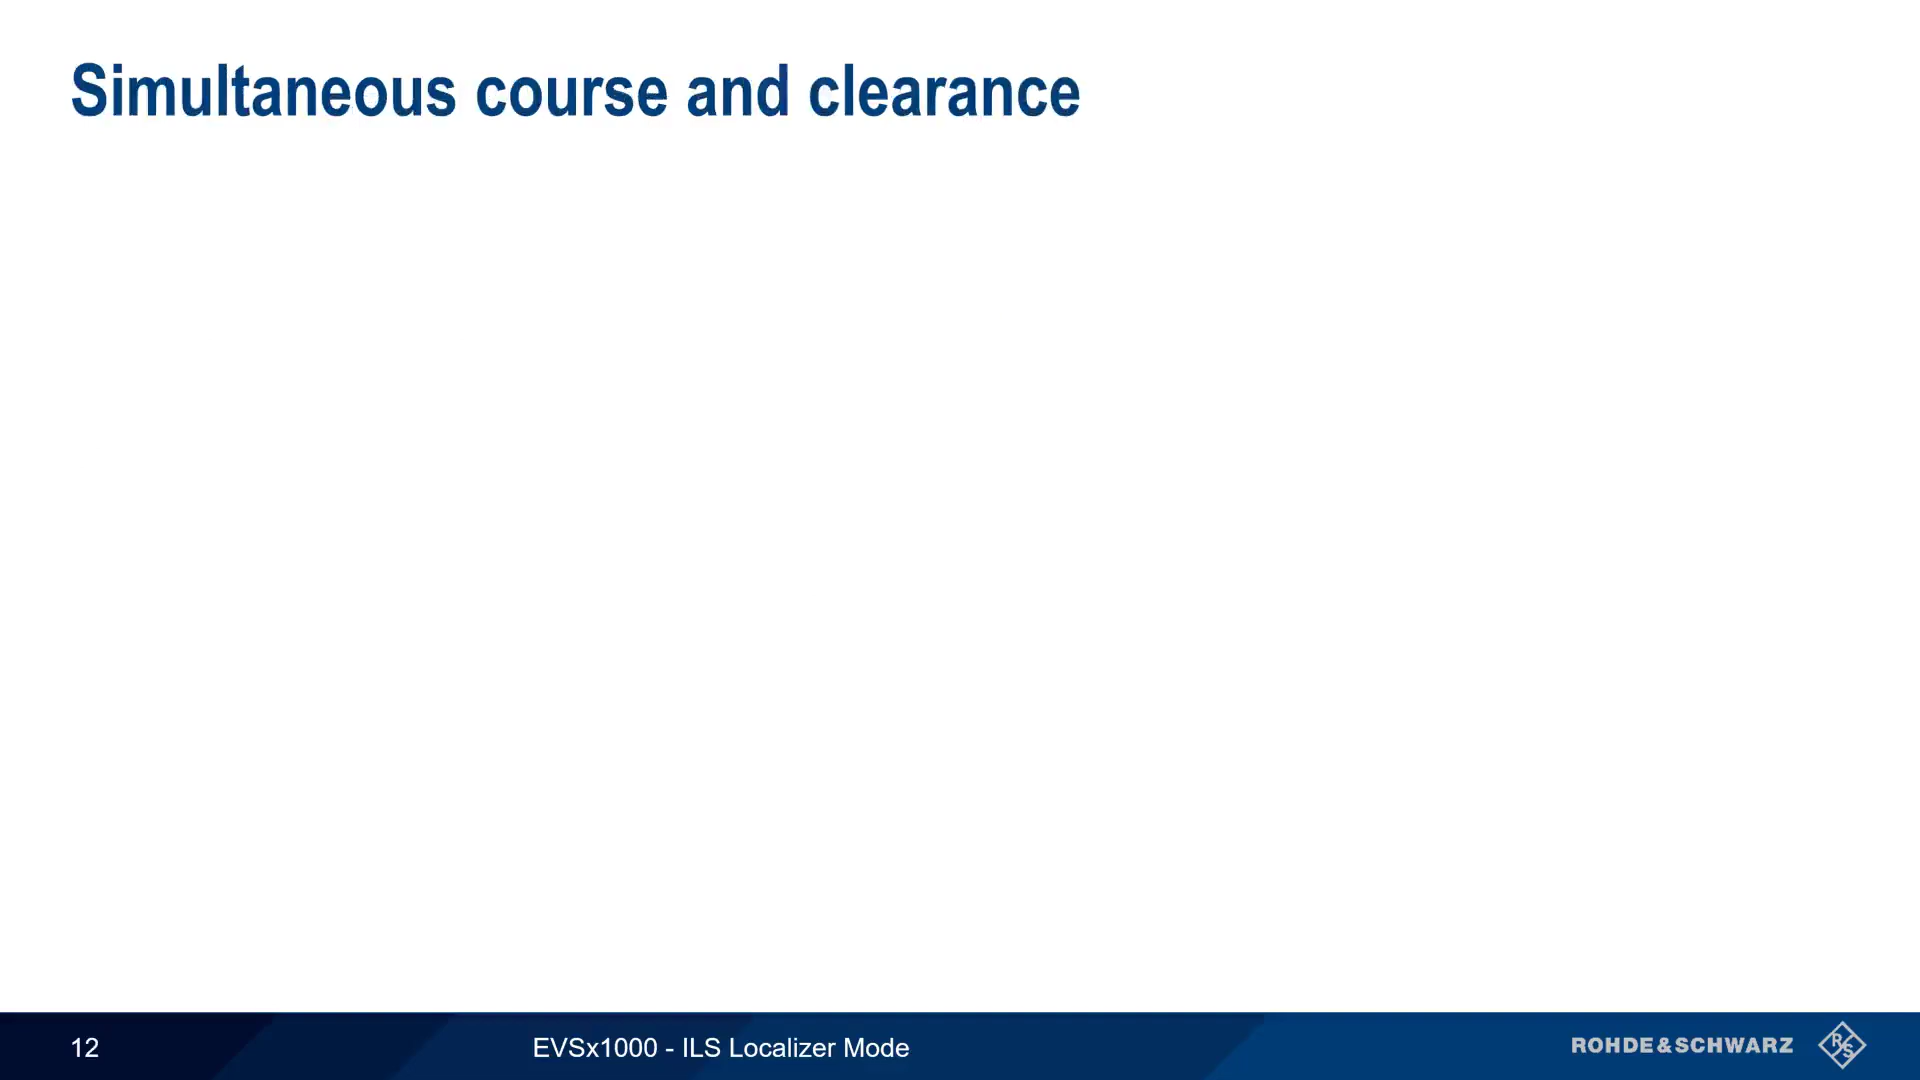 Simultaneous course and clearance
12
EVSx1000 - ILS Localizer Mode
ROHDE&SCHWARZ
R
S